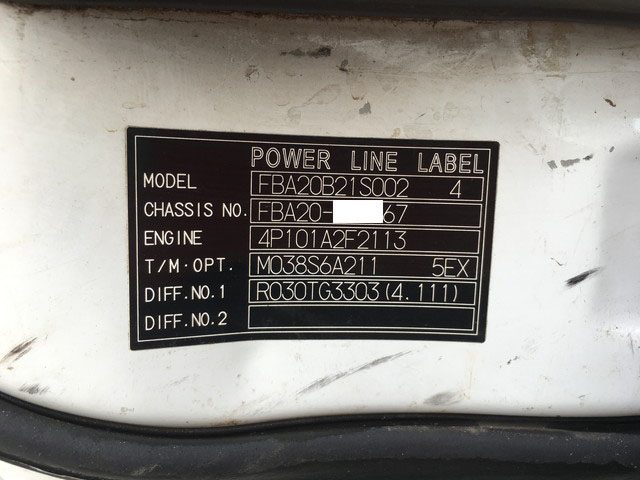 POWER LINE LABEL
MODEL FBA20B21S002 4
CHASSIS NO. FBA20- 67
ENGINE 4P101A2F2113
T/M·OPT. M038S6A211 5EX
DIFF.NO.1 R030TG3303(4.111)
DIFF.NO.2